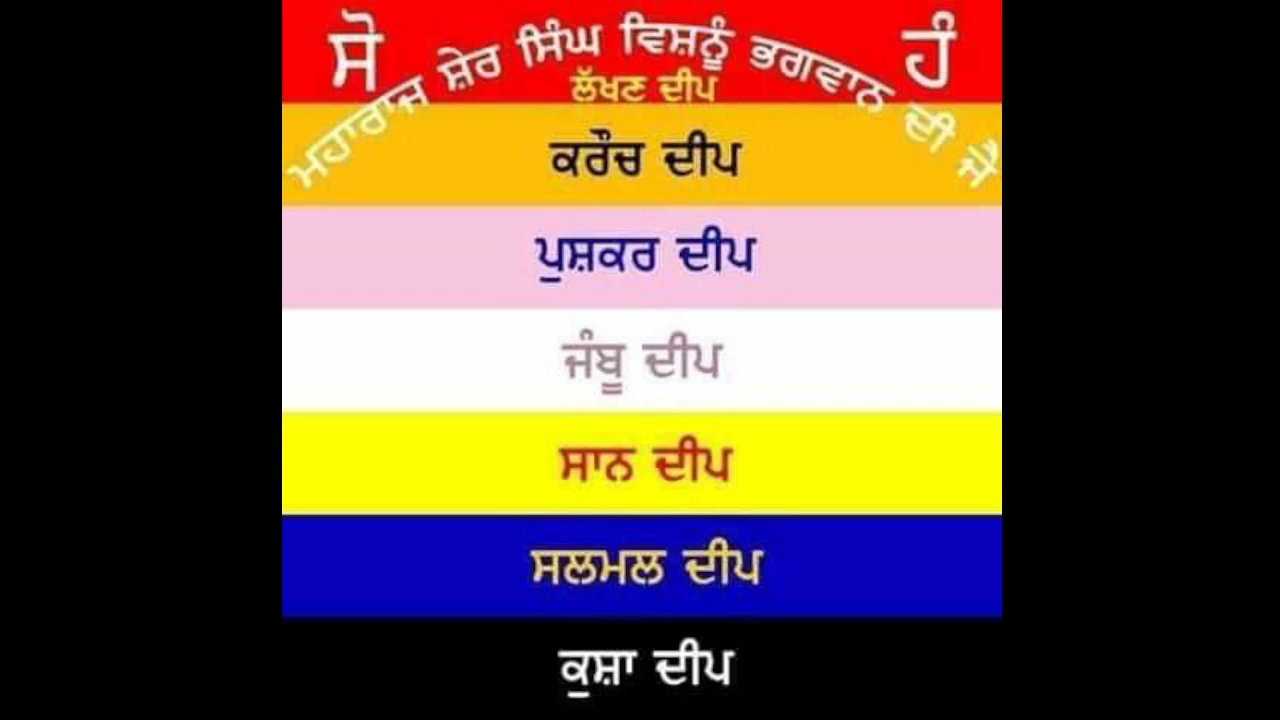 ਸੋ ਹੰ
ਮਹਾਰਾਜ ਸ਼ੇਰ ਸਿੰਘ ਵਿਸ਼ਨੂੰ ਭਗਵਾਨ ਦੀ ਜੈ
ਲੱਖਣ ਦੀਪ
ਕਰੌਚ ਦੀਪ
ਪੁਸ਼ਕਰ ਦੀਪ
ਜੰਬੂ ਦੀਪ
ਸਾਨ ਦੀਪ
ਸਲਮਲ ਦੀਪ
ਕੁਸ਼ਾ ਦੀਪ